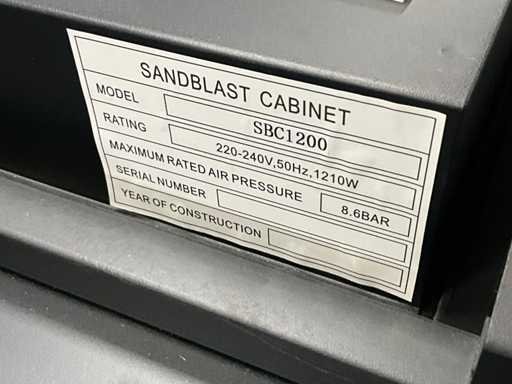 SANDBLAST CABINET
MODEL SBC1200
RATING 220-240V,50Hz,1210W
MAXIMUM RATED AIR PRESSURE 8.6BAR
SERIAL NUMBER
YEAR OF CONSTRUCTION